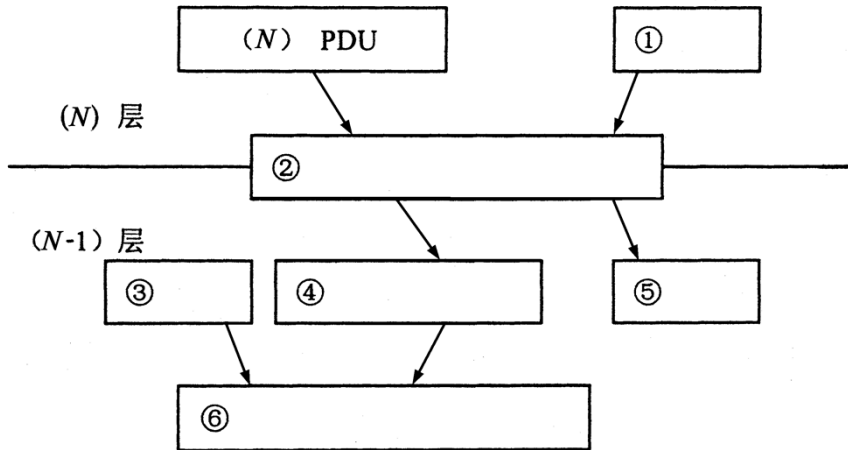 (N) PDU
①
(N) 层
②
(N-1) 层
③
④
⑤
⑥